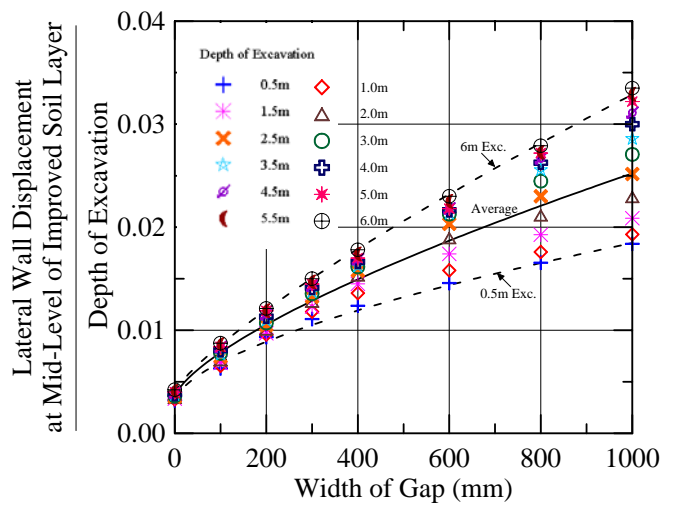 Lateral Wall Displacement
at Mid-Level of Improved Soil Layer
Depth of Excavation
0.04
0.03
0.02
0.01
0.00
Depth of Excavation
0.5m
1.0m
1.5m
2.0m
2.5m
3.0m
3.5m
4.0m
4.5m
5.0m
5.5m
6.0m
6m Exc.
Average
0.5m Exc.
0 200 400 600 800 1000
Width of Gap (mm)